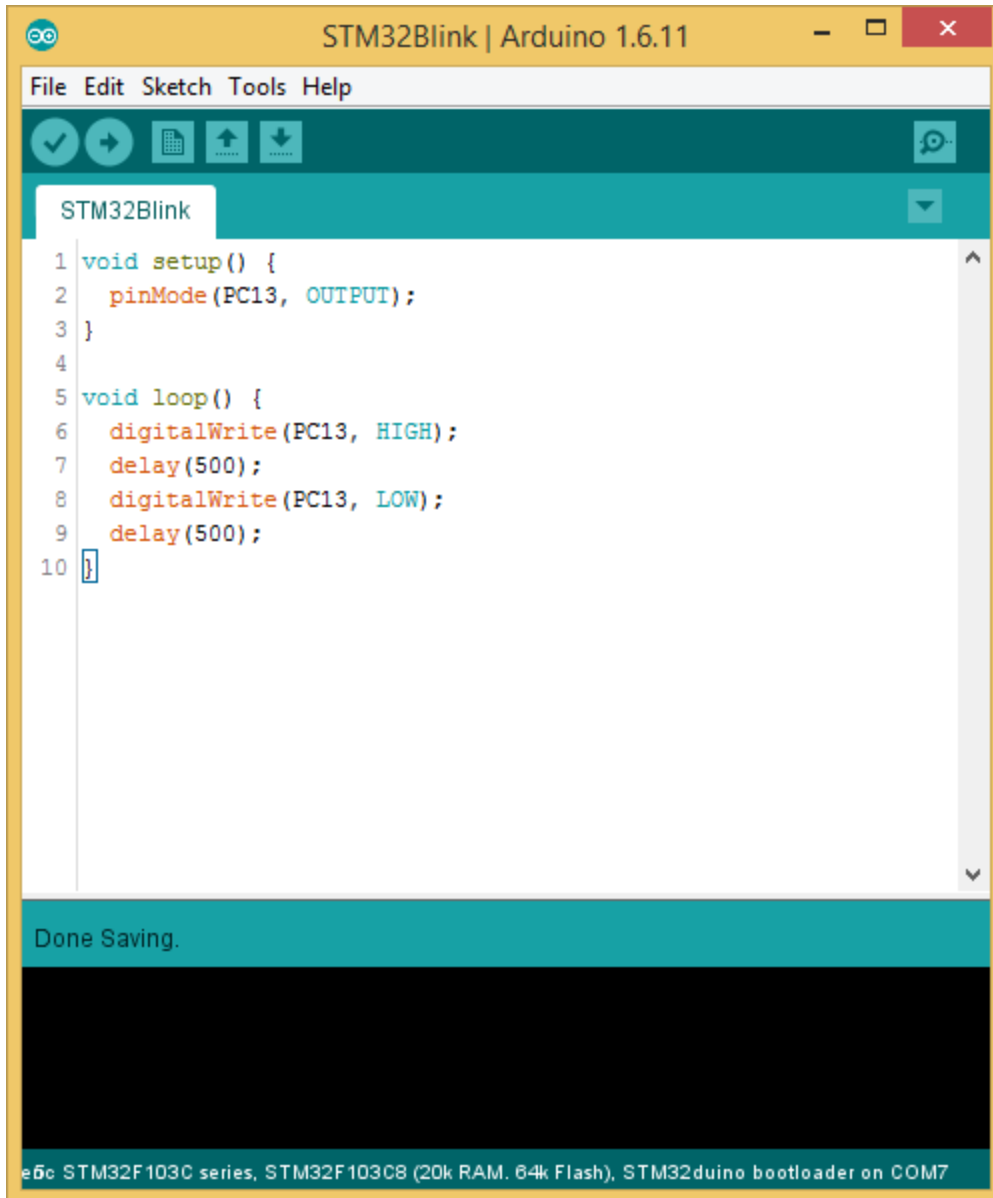 STM32Blink | Arduino 1.6.11
File Edit Sketch Tools Help
STM32Blink
1 void setup() {
2   pinMode(PC13, OUTPUT);
3 }
4
5 void loop() {
6   digitalWrite(PC13, HIGH);
7   delay(500);
8   digitalWrite(PC13, LOW);
9   delay(500);
10 }
Done Saving.
STM32F103C series, STM32F103C8 (20k RAM. 64k Flash), STM32duino bootloader on COM7